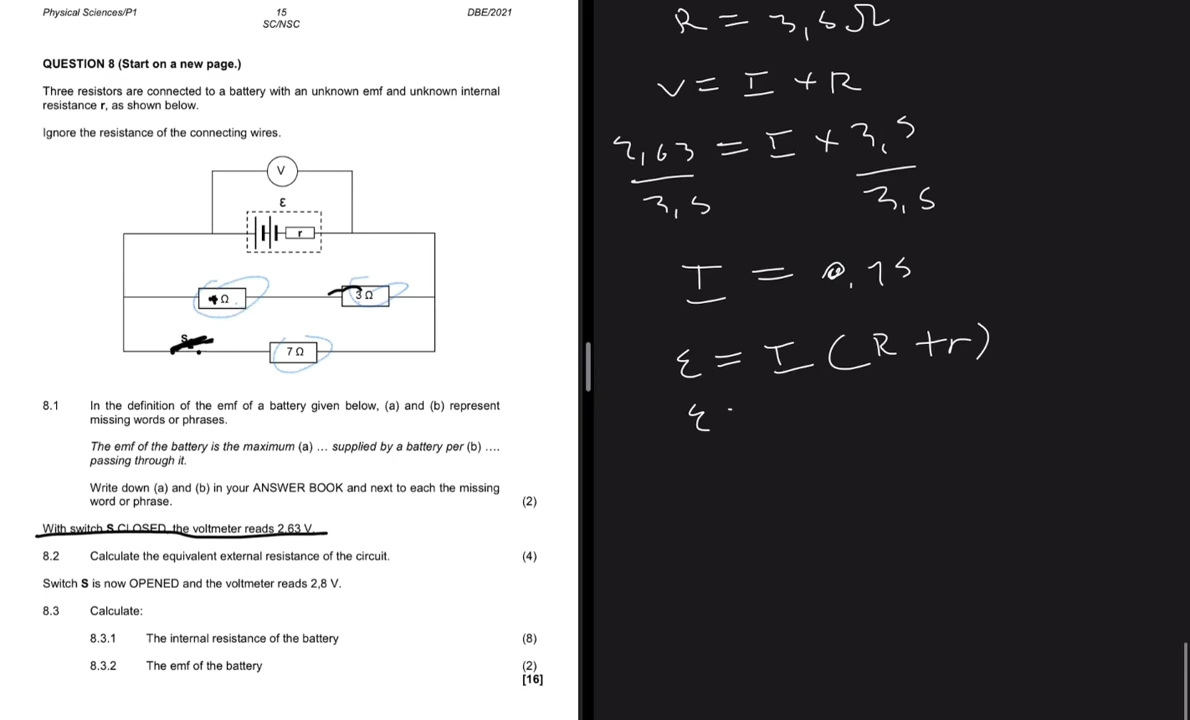 Physical Sciences/P1
15
SC/NSC
DBE/2021
QUESTION 8 (Start on a new page.)
Three resistors are connected to a battery with an unknown emf and unknown internal
resistance r, as shown below.
Ignore the resistance of the connecting wires.
V
ε
r
4 Ω
3 Ω
S
7 Ω
8.1 In the definition of the emf of a battery given below, (a) and (b) represent
missing words or phrases.
The emf of the battery is the maximum (a) ... supplied by a battery per (b) ....
passing through it.
Write down (a) and (b) in your ANSWER BOOK and next to each the missing
word or phrase. (2)
With switch S CLOSED, the voltmeter reads 2,63 V.
8.2 Calculate the equivalent external resistance of the circuit. (4)
Switch S is now OPENED and the voltmeter reads 2,8 V.
8.3 Calculate:
8.3.1 The internal resistance of the battery (8)
8.3.2 The emf of the battery (2)
[16]
R = 3,5 Ω
V = I × R
2,63 = I × 3,5
3,5 3,5
I = 0,75
ε = I (R + r)
ε